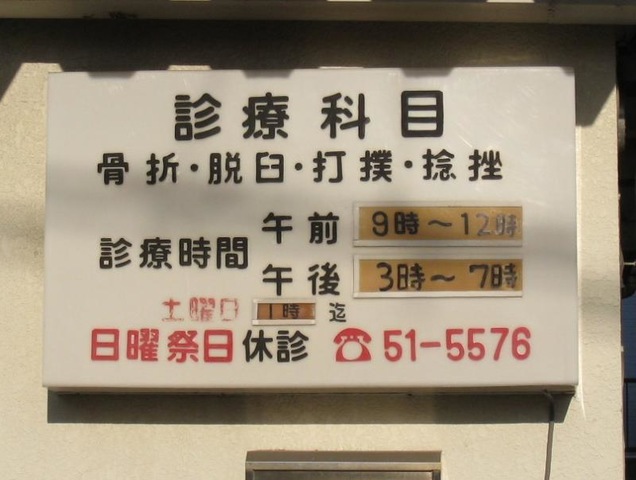 診療科目
骨折・脱臼・打撲・捻挫
診療時間
午前 9時～12時
午後 3時～7時
土曜日 1時迄
日曜祭日休診 ☎51-5576